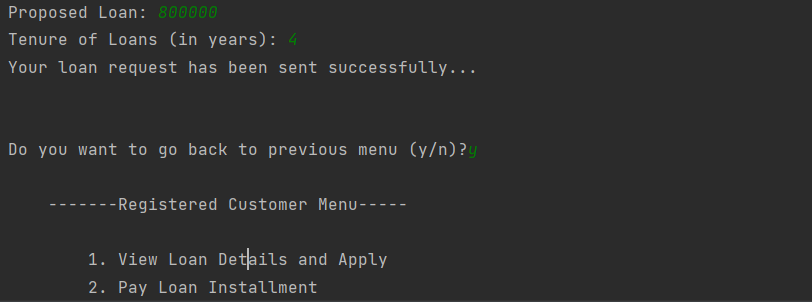 Proposed Loan: 800000
Tenure of Loans (in years): 4
Your loan request has been sent successfully...
Do you want to go back to previous menu (y/n)?y
-------Registered Customer Menu-----
1. View Loan Details and Apply
2. Pay Loan Installment